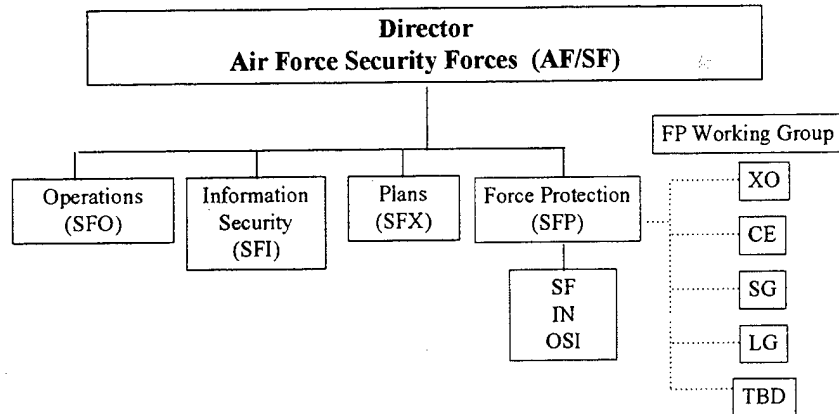 Director
Air Force Security Forces (AF/SF)
FP Working Group
Operations
(SFO)
Information
Security
(SFI)
Plans
(SFX)
Force Protection
(SFP)
SF
IN
OSI
XO
CE
SG
LG
TBD